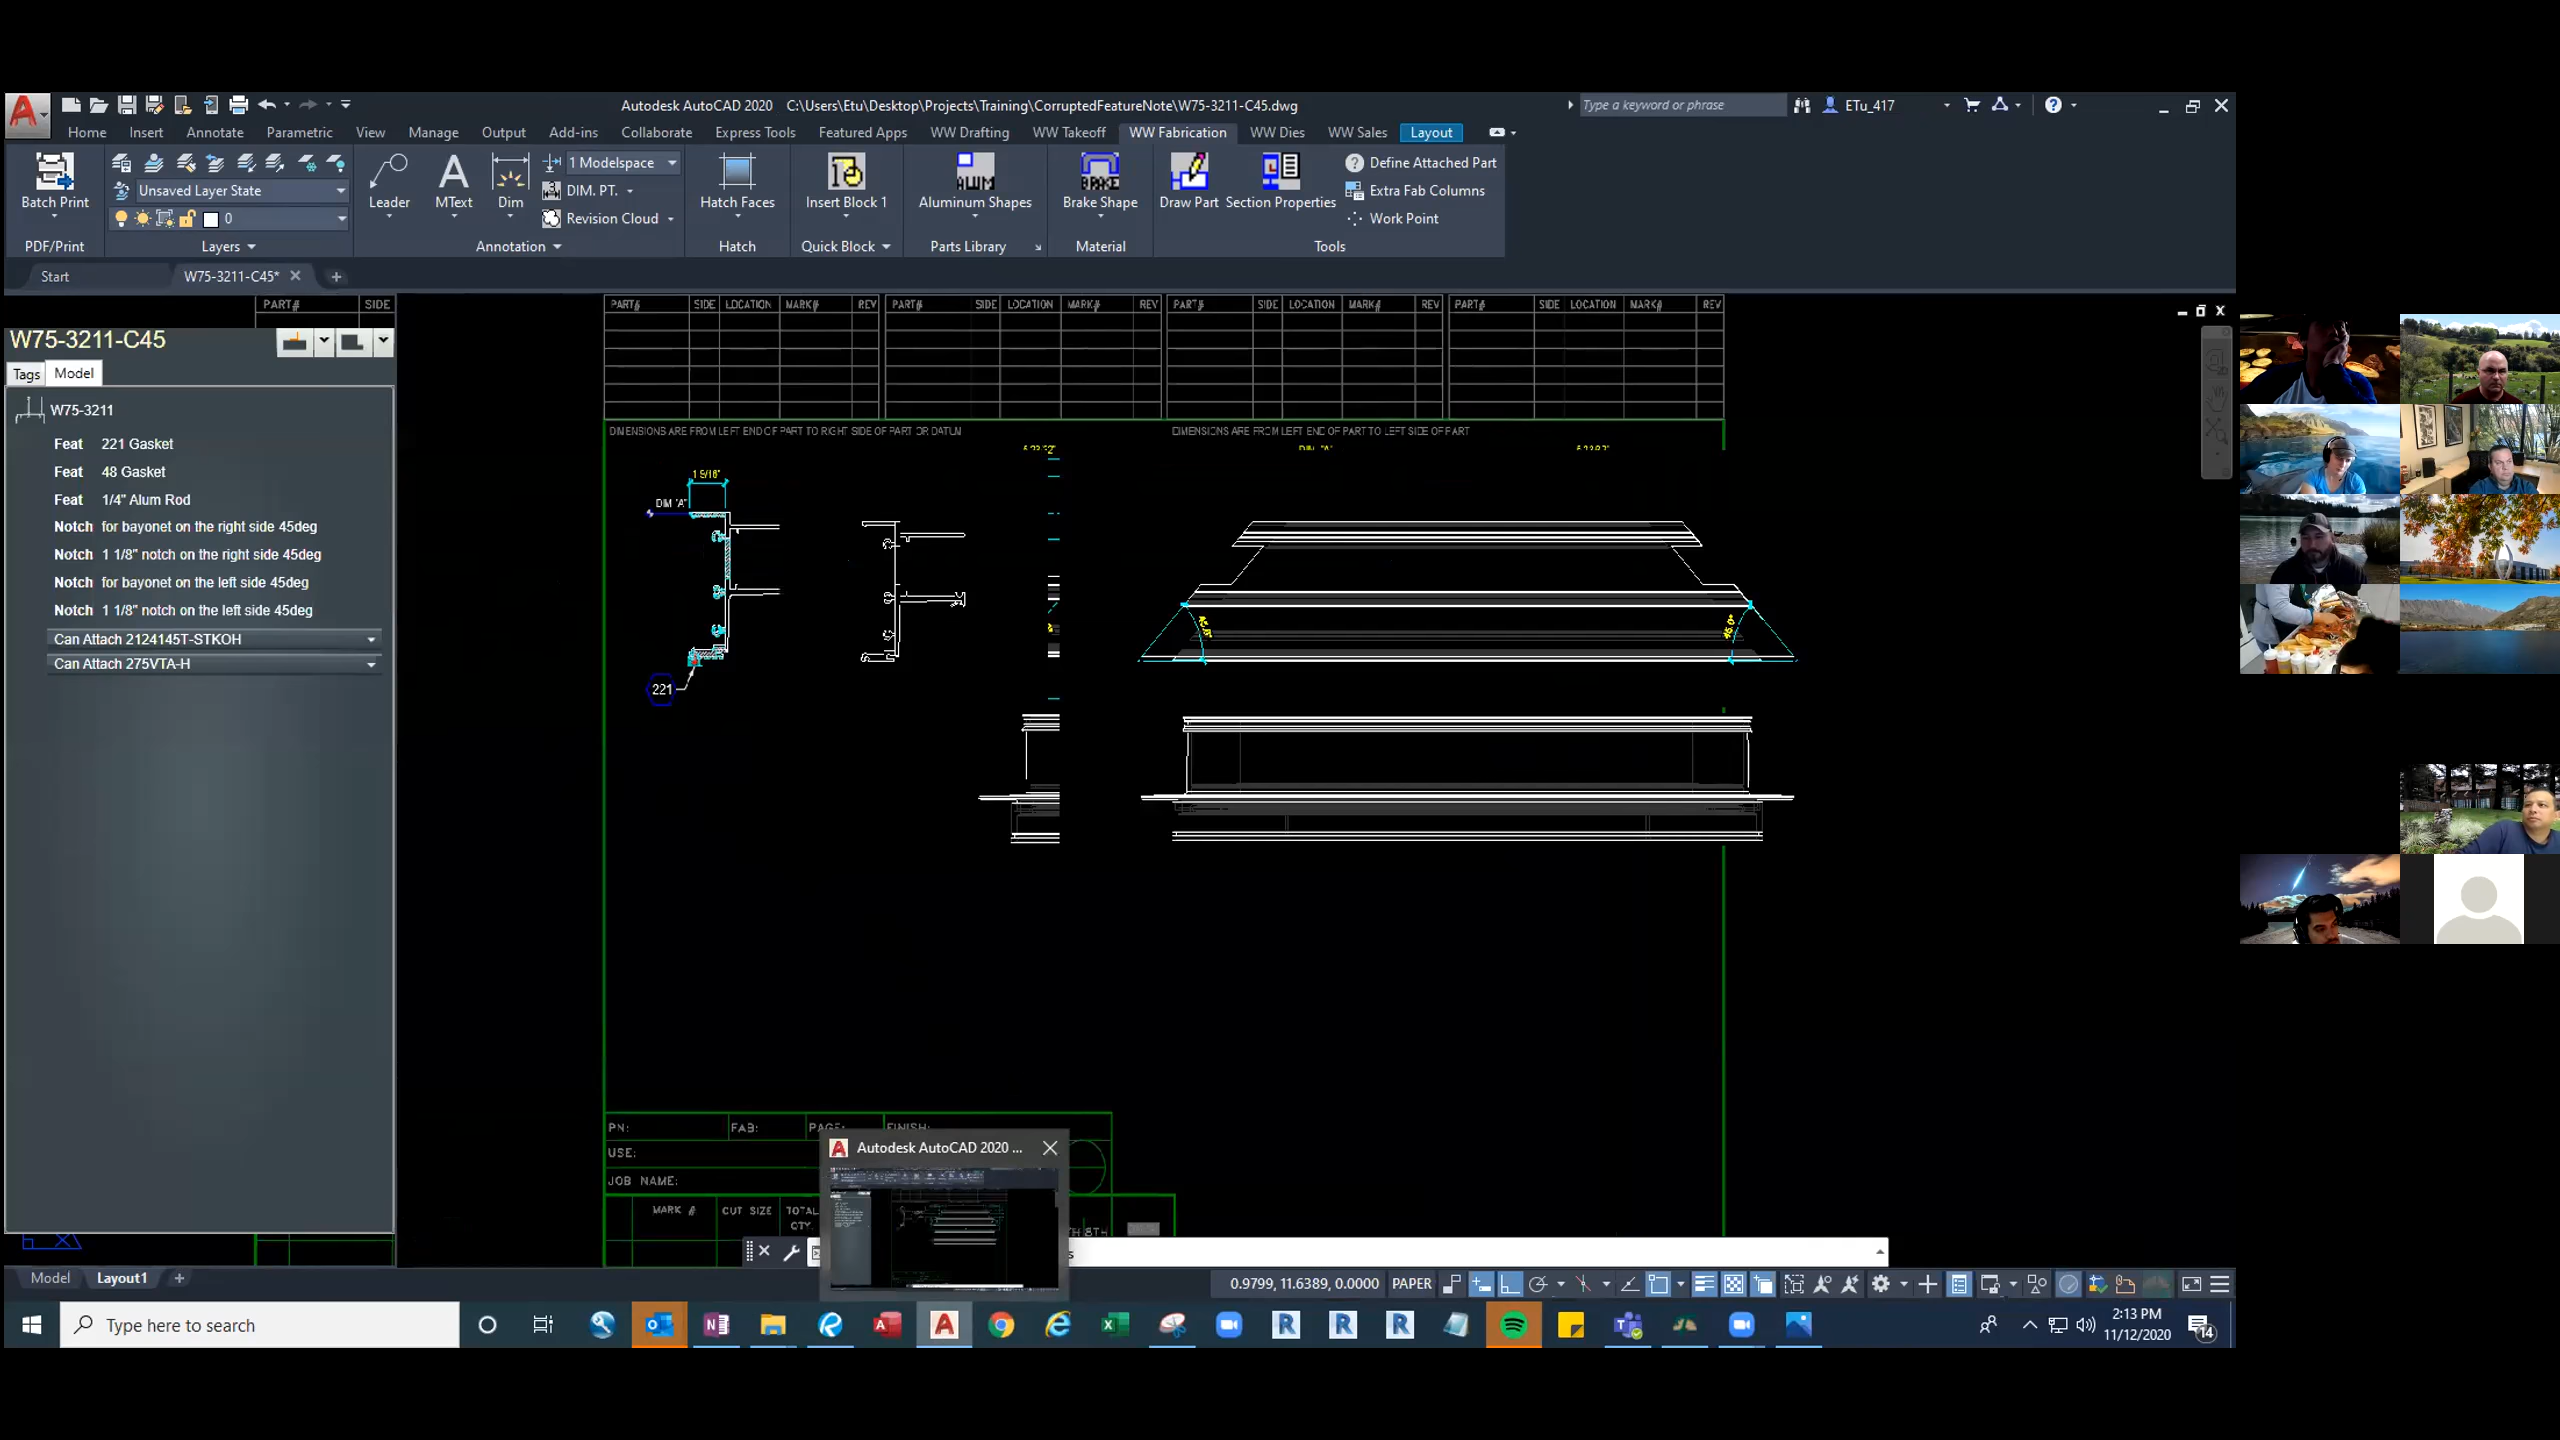 Autodesk AutoCAD 2020 C:\Users\Etu\Desktop\Projects\Training\CorruptedFeatureNote\W75-3211-C45.dwg
Type a keyword or phrase
ETu_417
Home Insert Annotate Parametric View Manage Output Add-ins Collaborate Express Tools Featured Apps WW Drafting WW Takeoff WW Fabrication WW Dies WW Sales Layout
1 Modelspace
Define Attached Part
Unsaved Layer State
DIM. PT.
Extra Fab Columns
Batch Print
Leader MText Dim
Hatch Faces
Insert Block 1
Aluminum Shapes
Brake Shape
Draw Part Section Properties
0
Revision Cloud
Work Point
PDF/Print Layers Annotation Hatch Quick Block Parts Library Material Tools
Start W75-3211-C45*
PART# SIDE
PART# SIDE LOCATION MARK# REV PART# SIDE LOCATION MARK# REV PART# SIDE LOCATION MARK# REV PART# SIDE LOCATION MARK# REV
W75-3211-C45
Tags Model
W75-3211
Feat 221 Gasket
Feat 48 Gasket
Feat 1/4" Alum Rod
Notch for bayonet on the right side 45deg
Notch 1 1/8" notch on the right side 45deg
Notch for bayonet on the left side 45deg
Notch 1 1/8" notch on the left side 45deg
Can Attach 2124145T-STKOH
Can Attach 275VTA-H
DIMENSIONS ARE FROM LEFT END OF PART TO RIGHT SIDE OF PART OR DATUM
DIMENSIONS ARE FROM LEFT END OF PART TO LEFT SIDE OF PART
1 9/16"
DIM "A"
45.0°
221
PN: FAB: PAGE: FINISH:
USE:
JOB NAME:
MARK # CUT SIZE
QTY.
Autodesk AutoCAD 2020 ...
Model Layout1
0.9799, 11.6389, 0.0000 PAPER
Type here to search
2:13 PM
11/12/2020
14